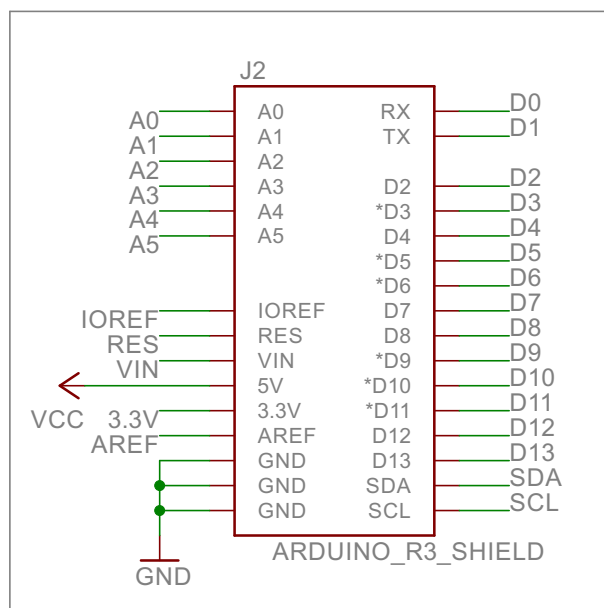 J2
A0 A0 RX D0
A1 A1 TX D1
A2 A2
A3 A3 D2 D2
A4 A4 *D3 D3
A5 A5 D4 D4
*D5 D5
*D6 D6
IOREF IOREF D7 D7
RES RES D8 D8
VIN VIN *D9 D9
5V *D10 D10
VCC 3.3V 3.3V *D11 D11
AREF AREF D12 D12
GND D13 D13
GND SDA SDA
GND SCL SCL
ARDUINO_R3_SHIELD
GND